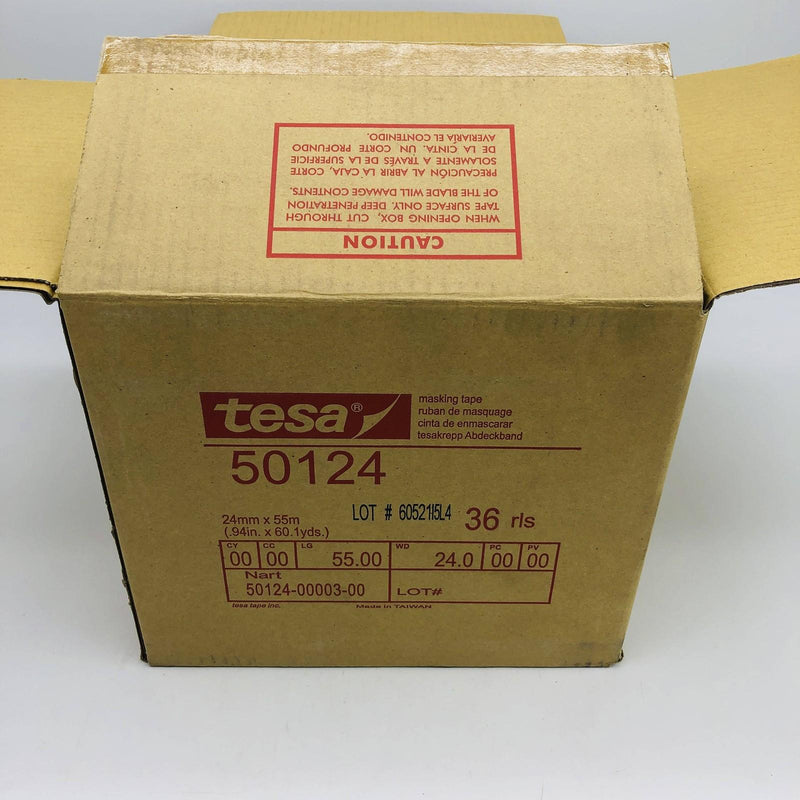 CAUTION
WHEN OPENING BOX, CUT THROUGH
TAPE SURFACE ONLY. DEEP PENETRATION
OF THE BLADE WILL DAMAGE CONTENTS.
PRECAUCIÓN AL ABRIR LA CAJA, CORTE
SOLAMENTE A TRAVÉS DE LA SUPERFICIE
DE LA CINTA. UN CORTE PROFUNDO
AVERIARÍA EL CONTENIDO.
tesa®
masking tape
ruban de masquage
cinta de enmascarar
tesakrepp Abdeckband
50124
24mm x 55m
(.94in. x 60.1yds.)
LOT # 6052115L4
36 rls
CY CC LG WD PC PV
00 00 55.00 24.0 00 00
Nart
50124-00003-00 LOT#
tesa tape inc. Made in TAIWAN